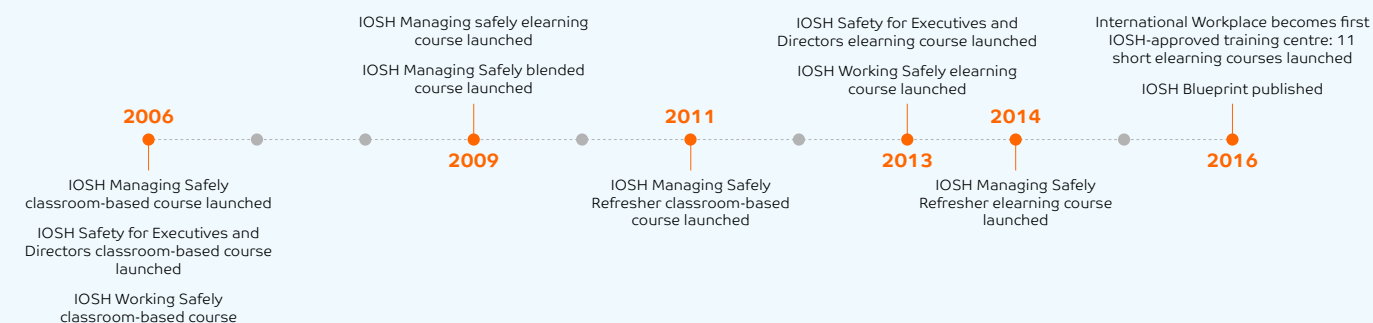 2006
IOSH Managing Safely
classroom-based course launched
IOSH Safety for Executives and
Directors classroom-based course
launched
IOSH Working Safely
classroom-based course
IOSH Managing safely elearning
course launched
IOSH Managing Safely blended
course launched
2009
2011
IOSH Managing Safely
Refresher classroom-based
course launched
IOSH Safety for Executives and
Directors elearning course launched
IOSH Working Safely elearning
course launched
2013
2014
IOSH Managing Safely
Refresher elearning course
launched
International Workplace becomes first
IOSH-approved training centre: 11
short elearning courses launched
IOSH Blueprint published
2016